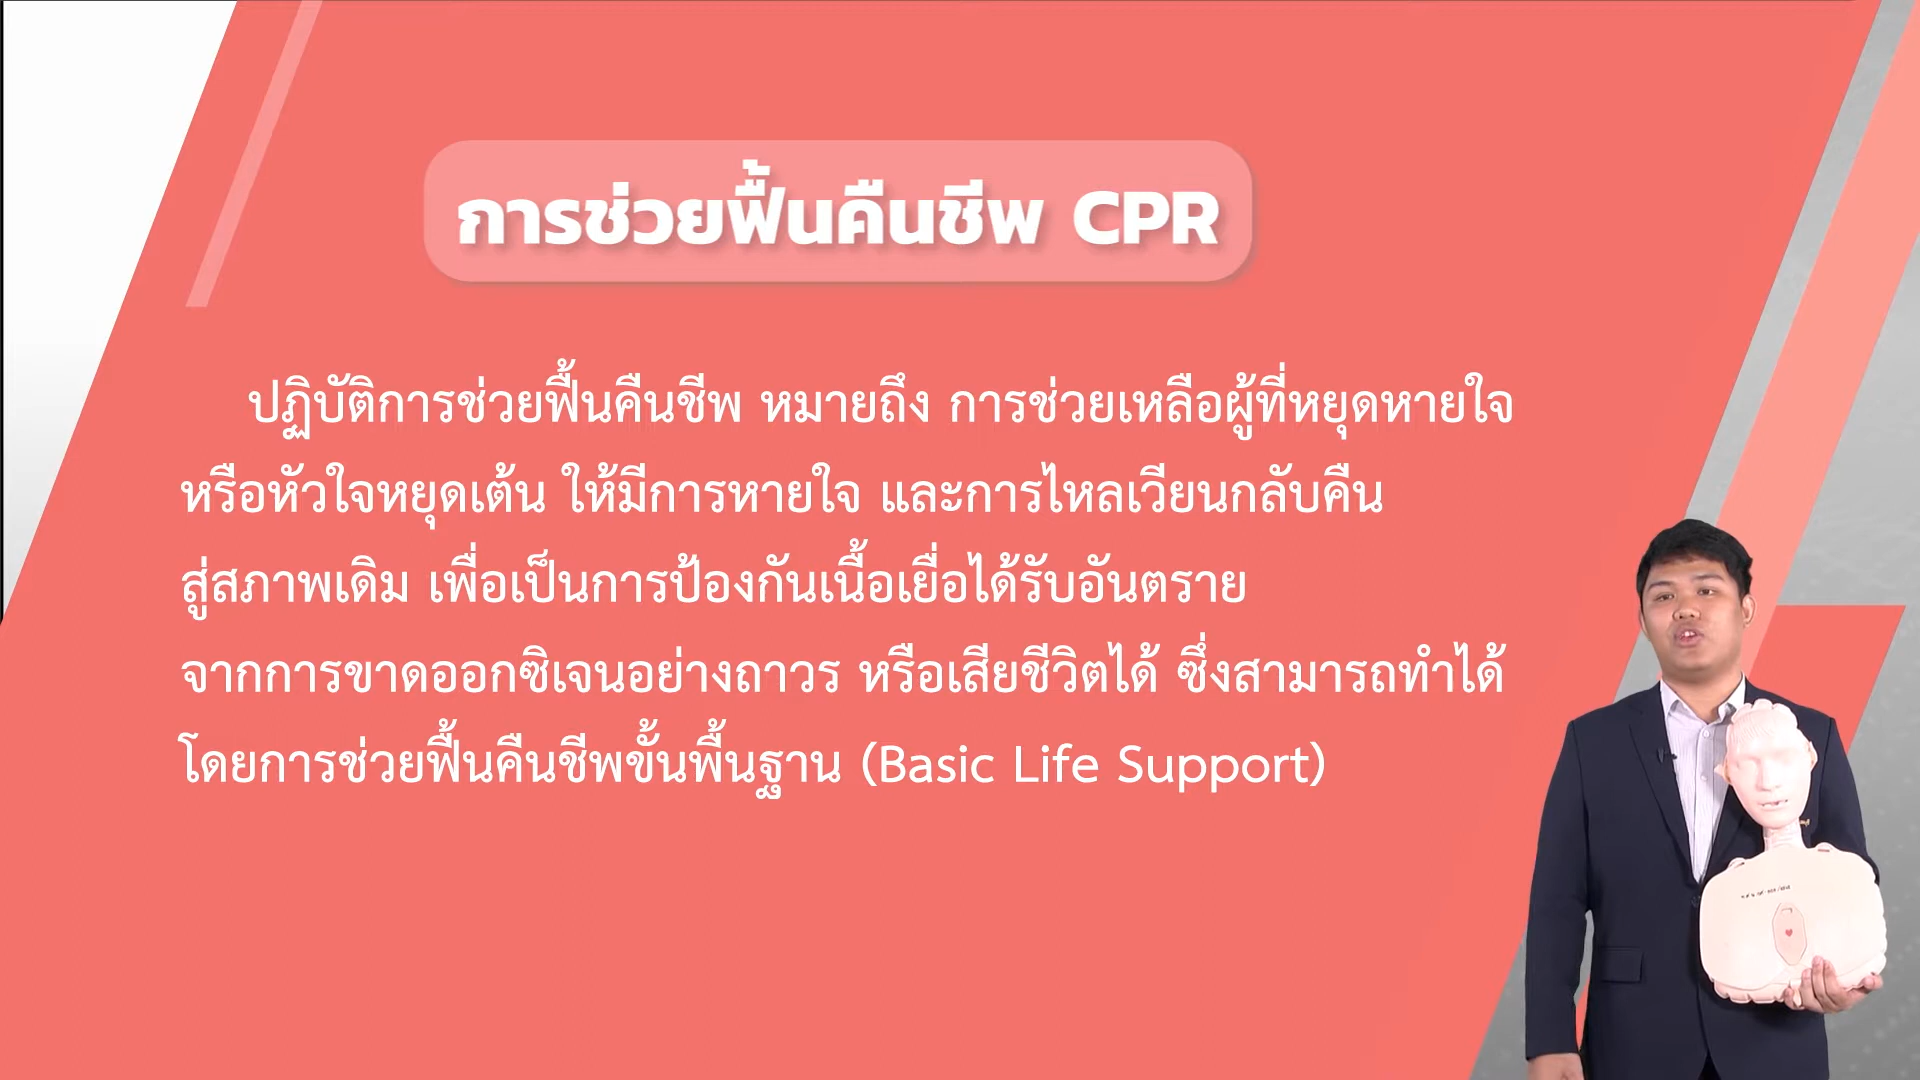 การช่วยฟื้นคืนชีพ CPR
ปฏิบัติการช่วยฟื้นคืนชีพ หมายถึง การช่วยเหลือผู้ที่หยุดหายใจ
หรือหัวใจหยุดเต้น ให้มีการหายใจ และการไหลเวียนกลับคืน
สู่สภาพเดิม เพื่อเป็นการป้องกันเนื้อเยื่อได้รับอันตราย
จากการขาดออกซิเจนอย่างถาวร หรือเสียชีวิตได้ ซึ่งสามารถทำได้
โดยการช่วยฟื้นคืนชีพขั้นพื้นฐาน (Basic Life Support)